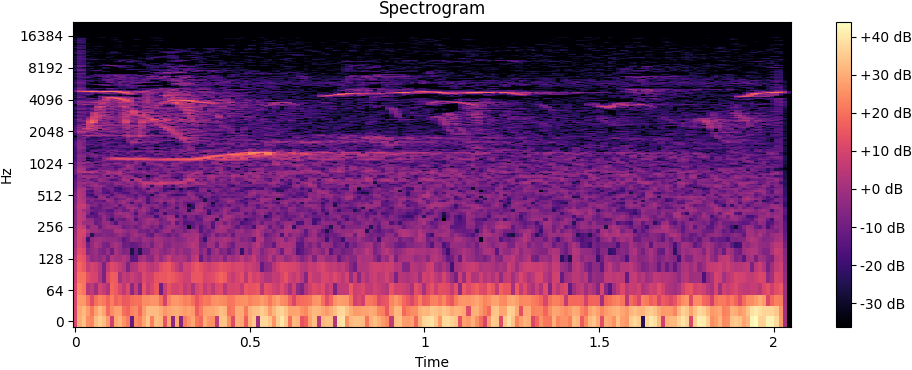 Spectrogram
16384
8192
4096
2048
1024
512
256
128
64
0
Hz
0
0.5
1
1.5
2
Time
+40 dB
+30 dB
+20 dB
+10 dB
+0 dB
-10 dB
-20 dB
-30 dB